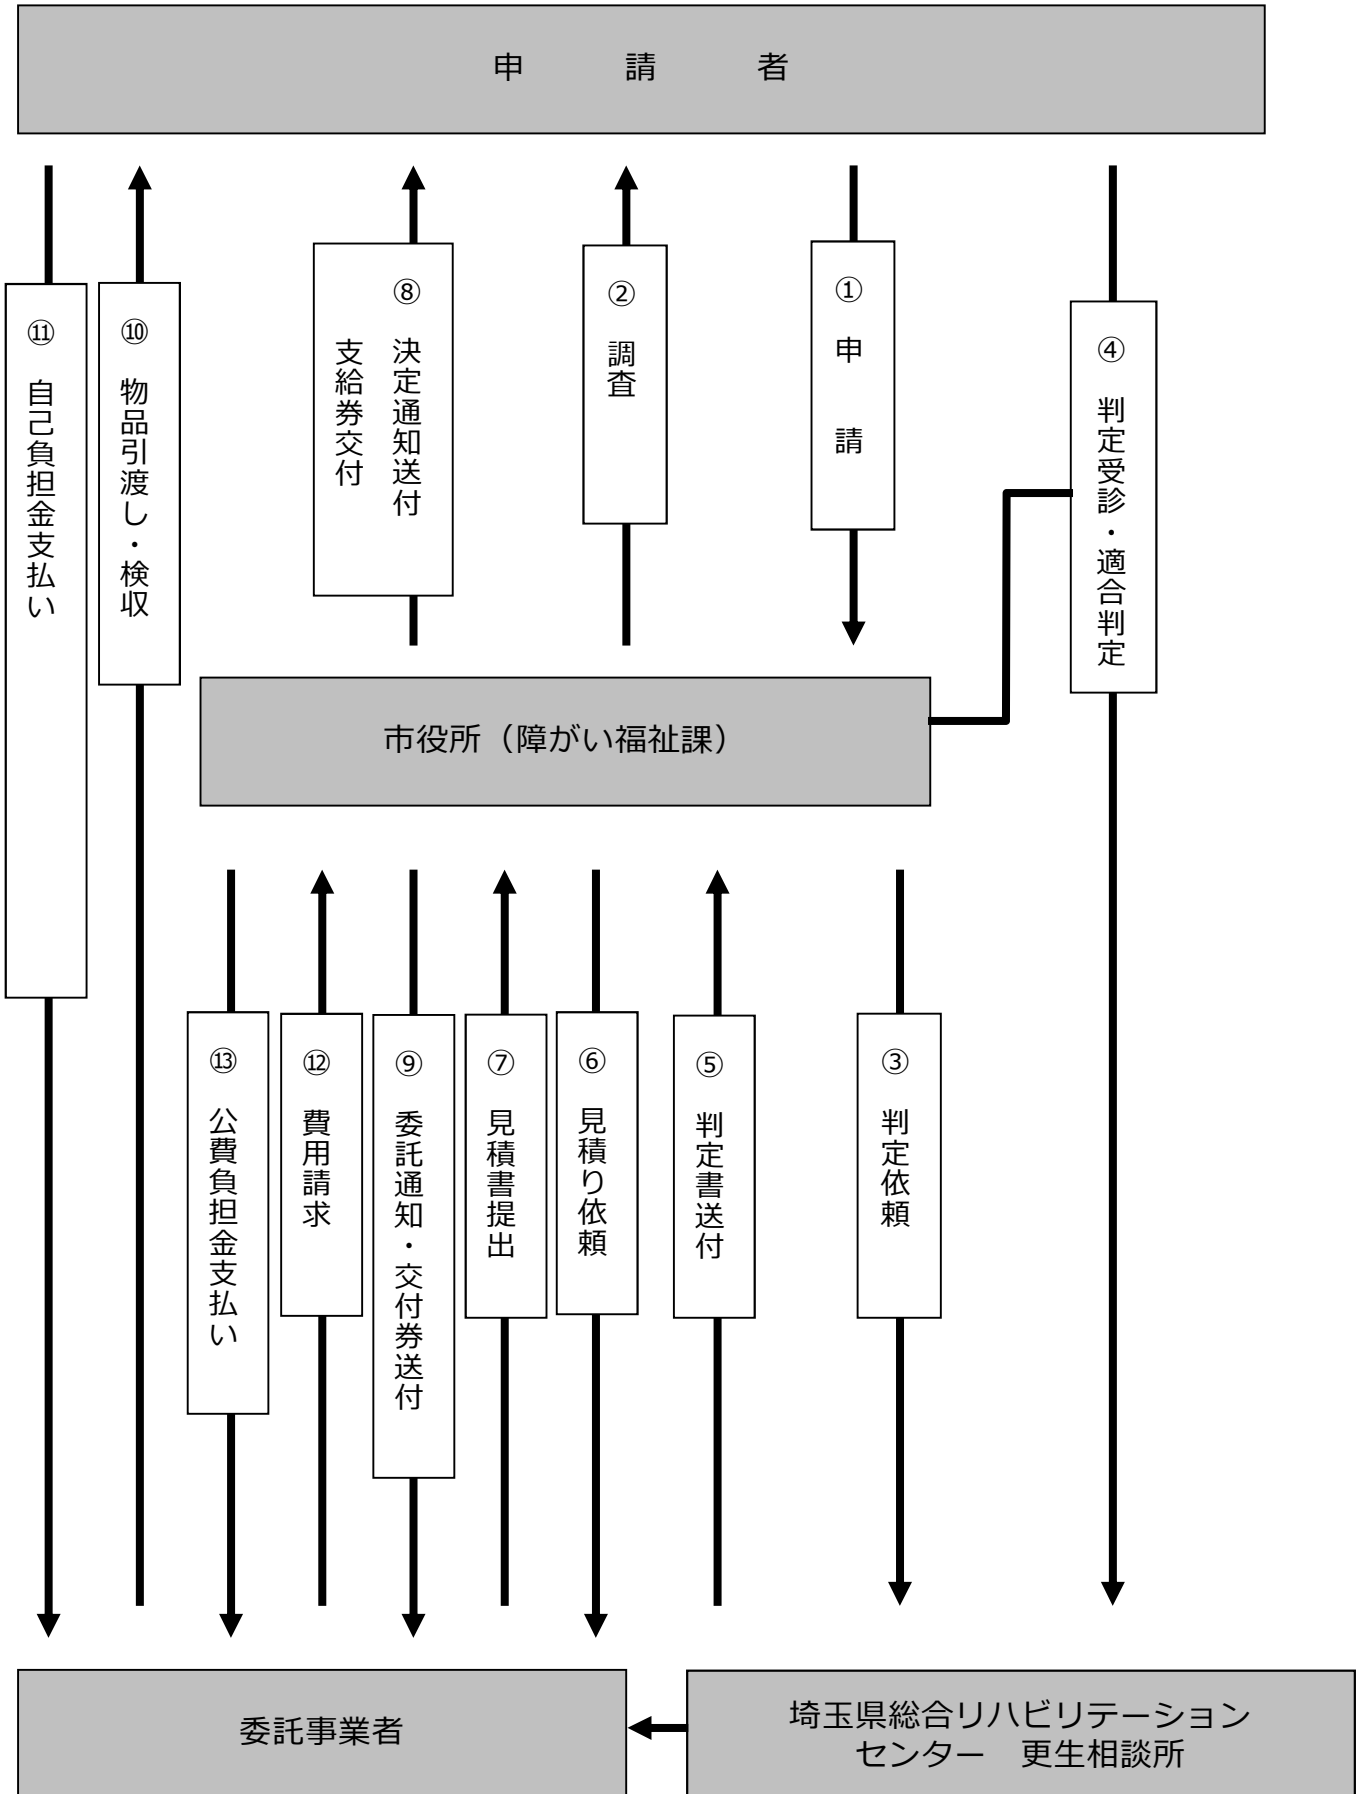 申　請　者
① 申　請
② 調査
③ 判定依頼
④ 判定受診・適合判定
⑤ 判定書送付
⑥ 見積り依頼
⑦ 見積書提出
⑧ 決定通知送付
支給券交付
⑨ 委託通知・交付券送付
⑩ 物品引渡し・検収
⑪ 自己負担金支払い
⑫ 費用請求
⑬ 公費負担金支払い
市役所（障がい福祉課）
委託事業者
埼玉県総合リハビリテーション
センター　更生相談所